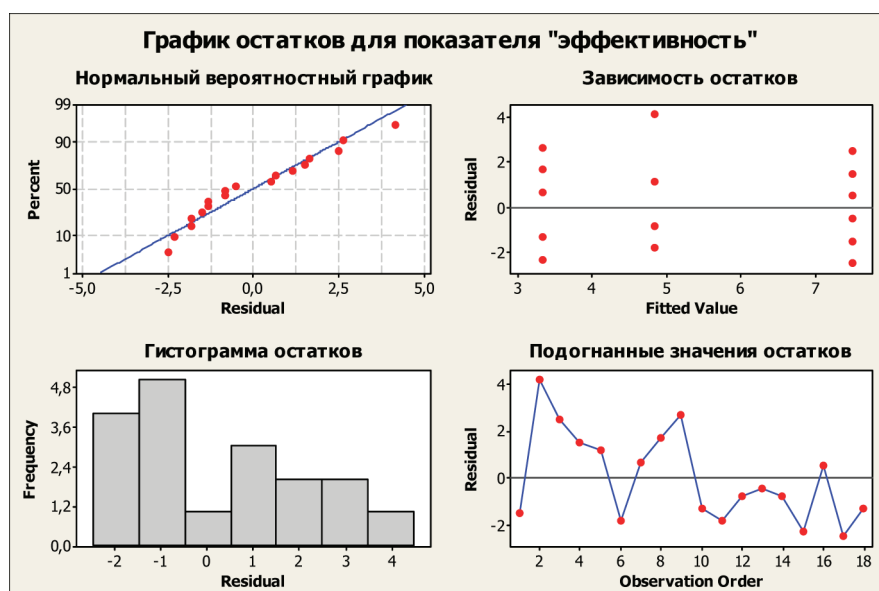 График остатков для показателя "эффективность"
Нормальный вероятностный график
Зависимость остатков
99
90
50
10
1
Percent
-5,0 -2,5 0,0 2,5 5,0
Residual
4
2
0
-2
Residual
3 4 5 6 7
Fitted Value
Гистограмма остатков
Подогнанные значения остатков
4,8
3,6
2,4
1,2
0,0
Frequency
-2 -1 0 1 2 3 4
Residual
4
2
0
-2
Residual
2 4 6 8 10 12 14 16 18
Observation Order